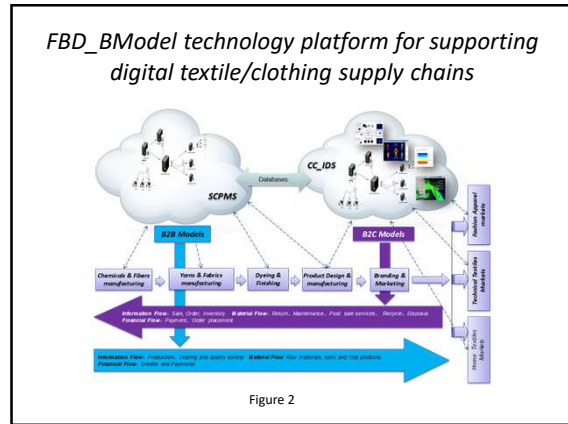 FBD_BModel technology platform for supporting
digital textile/clothing supply chains
CC_IDS
Databases
SCPMS
B2B Models
B2C Models
Chemicals & Fibers
manufacturing
Yarns & Fabrics
manufacturing
Dyeing &
Finishing
Product Design &
manufacturing
Branding &
Marketing
Fashion Apparel
markets
Technical Textiles
Markets
Home Textiles
Markets
Information Flow: Sale, Order, Inventory Material Flow: Return, Maintenance, Post sale services, Recycle, Disposal
Financial Flow: Payment, Order placement
Information Flow: Production, Testing and quality control Material Flow Raw materials, semi and final products
Financial Flow: Credits and Payments
Figure 2